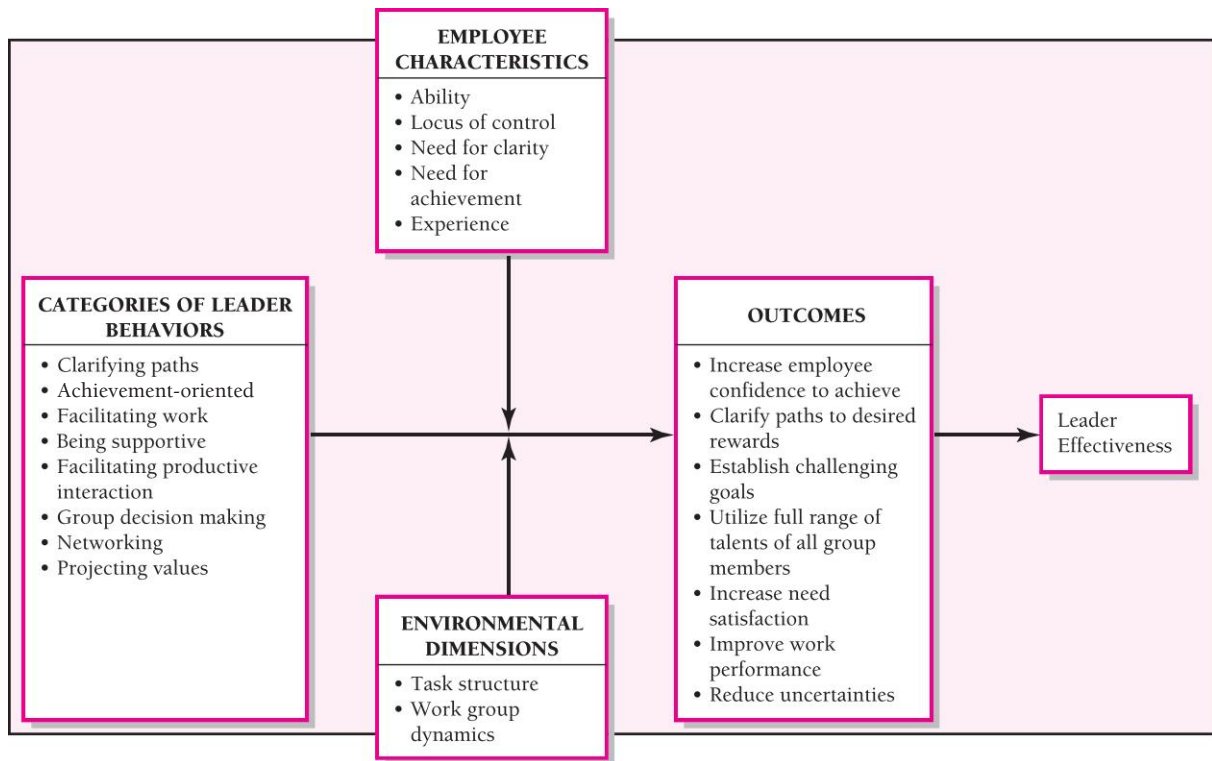 EMPLOYEE
CHARACTERISTICS
• Ability
• Locus of control
• Need for clarity
• Need for
achievement
• Experience
CATEGORIES OF LEADER
BEHAVIORS
• Clarifying paths
• Achievement-oriented
• Facilitating work
• Being supportive
• Facilitating productive
interaction
• Group decision making
• Networking
• Projecting values
ENVIRONMENTAL
DIMENSIONS
• Task structure
• Work group
dynamics
OUTCOMES
• Increase employee
confidence to achieve
• Clarify paths to desired
rewards
• Establish challenging
goals
• Utilize full range of
talents of all group
members
• Increase need
satisfaction
• Improve work
performance
• Reduce uncertainties
Leader
Effectiveness